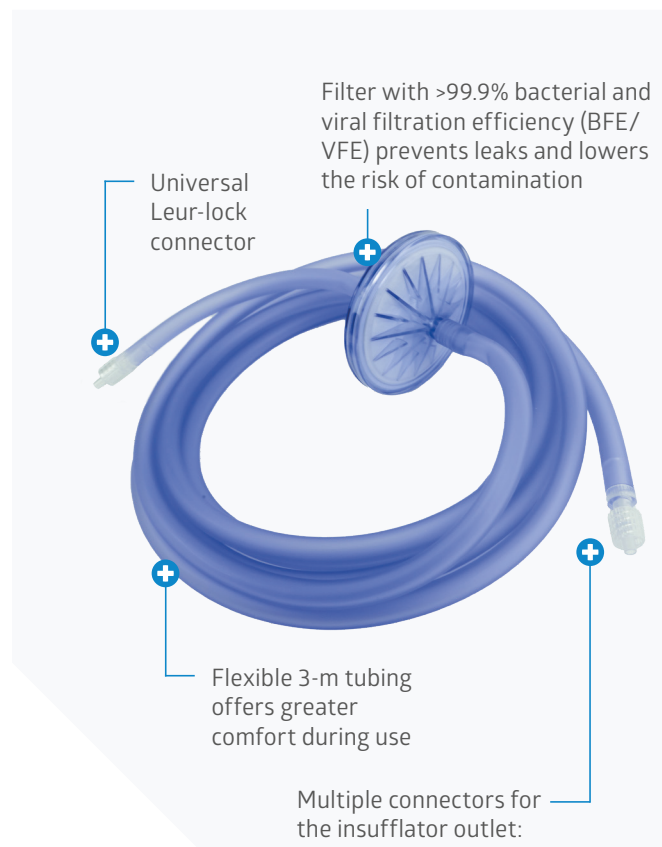 Filter with >99.9% bacterial and
viral filtration efficiency (BFE/
VFE) prevents leaks and lowers
the risk of contamination
Universal
Leur-lock
connector
Flexible 3-m tubing
offers greater
comfort during use
Multiple connectors for
the insufflator outlet: